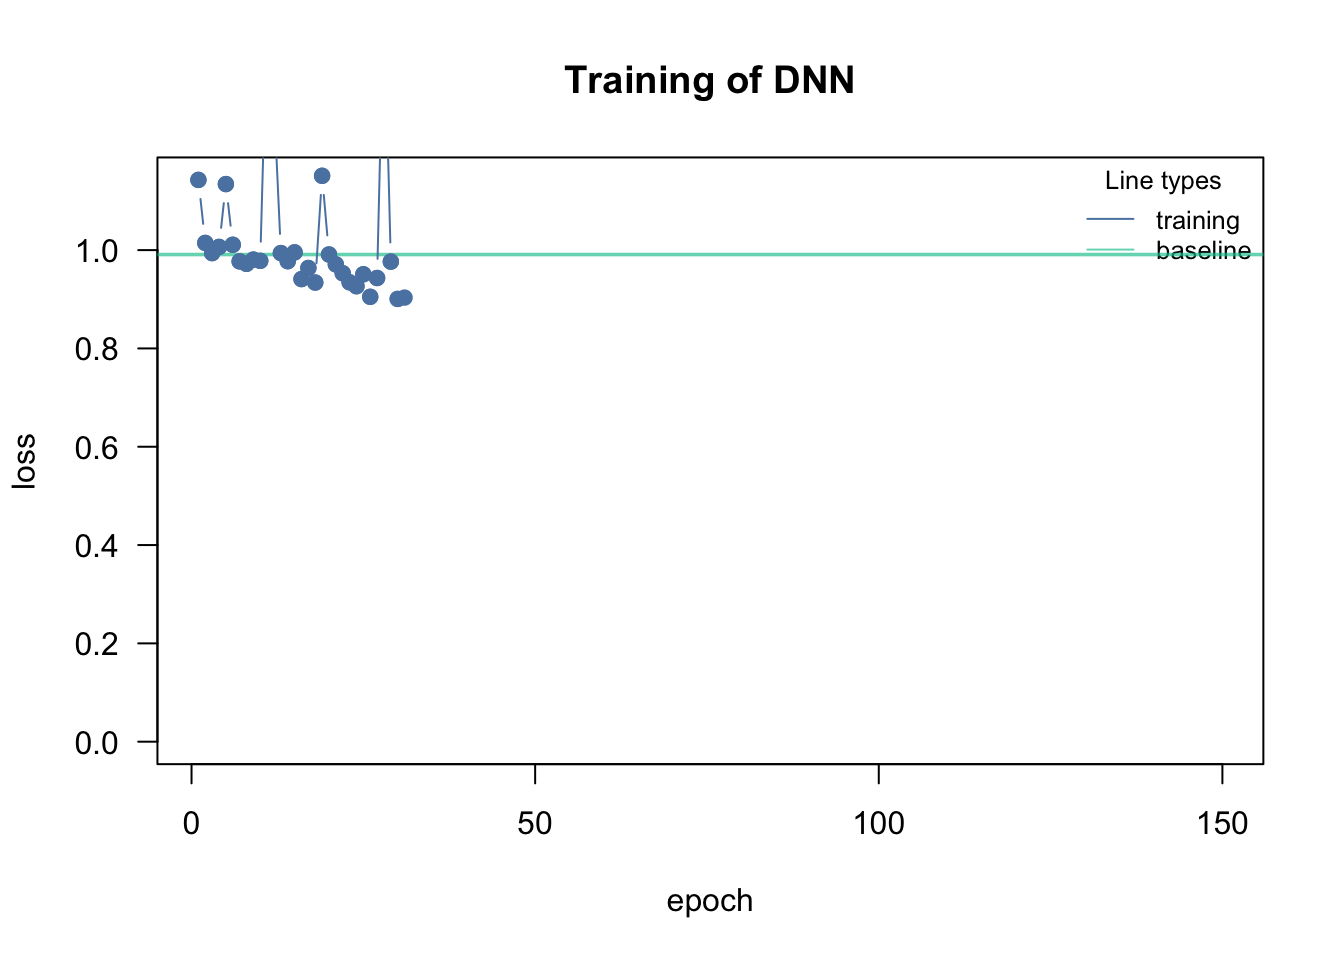 Training of DNN
Line types
training
baseline
1.0
0.8
0.6
0.4
0.2
0.0
loss
0 50 100 150
epoch